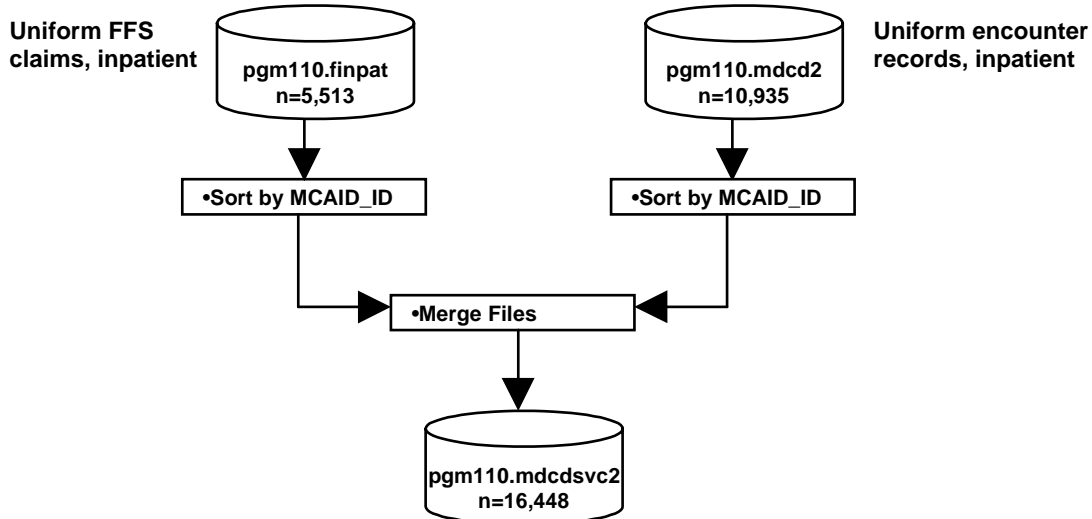 Uniform FFS
claims, inpatient
pgm110.finpat
n=5,513
Uniform encounter
records, inpatient
pgm110.mdcd2
n=10,935
•Sort by MCAID_ID
•Sort by MCAID_ID
•Merge Files
pgm110.mdcdsvc2
n=16,448